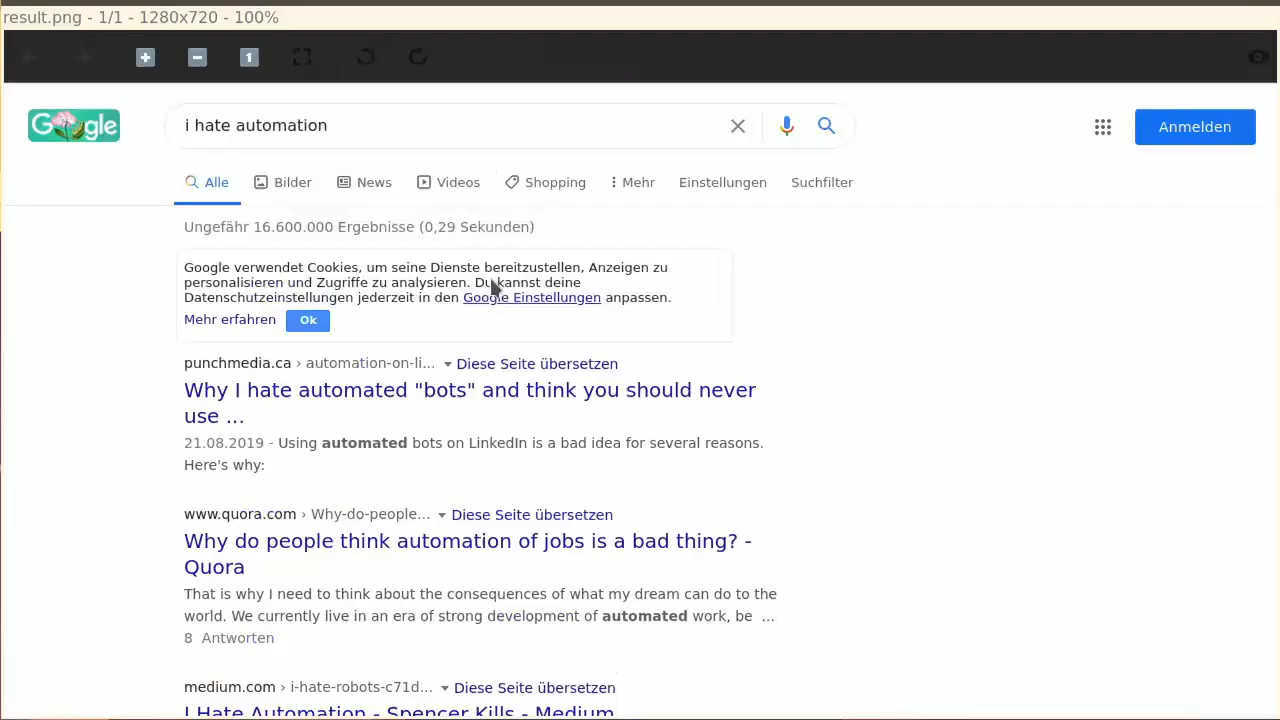 result.png - 1/1 - 1280x720 - 100%
1
Google
i hate automation
Anmelden
Alle Bilder News Videos Shopping Mehr Einstellungen Suchfilter
Ungefähr 16.600.000 Ergebnisse (0,29 Sekunden)
Google verwendet Cookies, um seine Dienste bereitzustellen, Anzeigen zu
personalisieren und Zugriffe zu analysieren. Du kannst deine
Datenschutzeinstellungen jederzeit in den Google Einstellungen anpassen.
Mehr erfahren Ok
punchmedia.ca › automation-on-li... Diese Seite übersetzen
Why I hate automated "bots" and think you should never
use ...
21.08.2019 - Using automated bots on LinkedIn is a bad idea for several reasons.
Here's why:
www.quora.com › Why-do-people... Diese Seite übersetzen
Why do people think automation of jobs is a bad thing? -
Quora
That is why I need to think about the consequences of what my dream can do to the
world. We currently live in an era of strong development of automated work, be ...
8 Antworten
medium.com › i-hate-robots-c71d... Diese Seite übersetzen
I Hate Automation - Spencer Kills - Medium